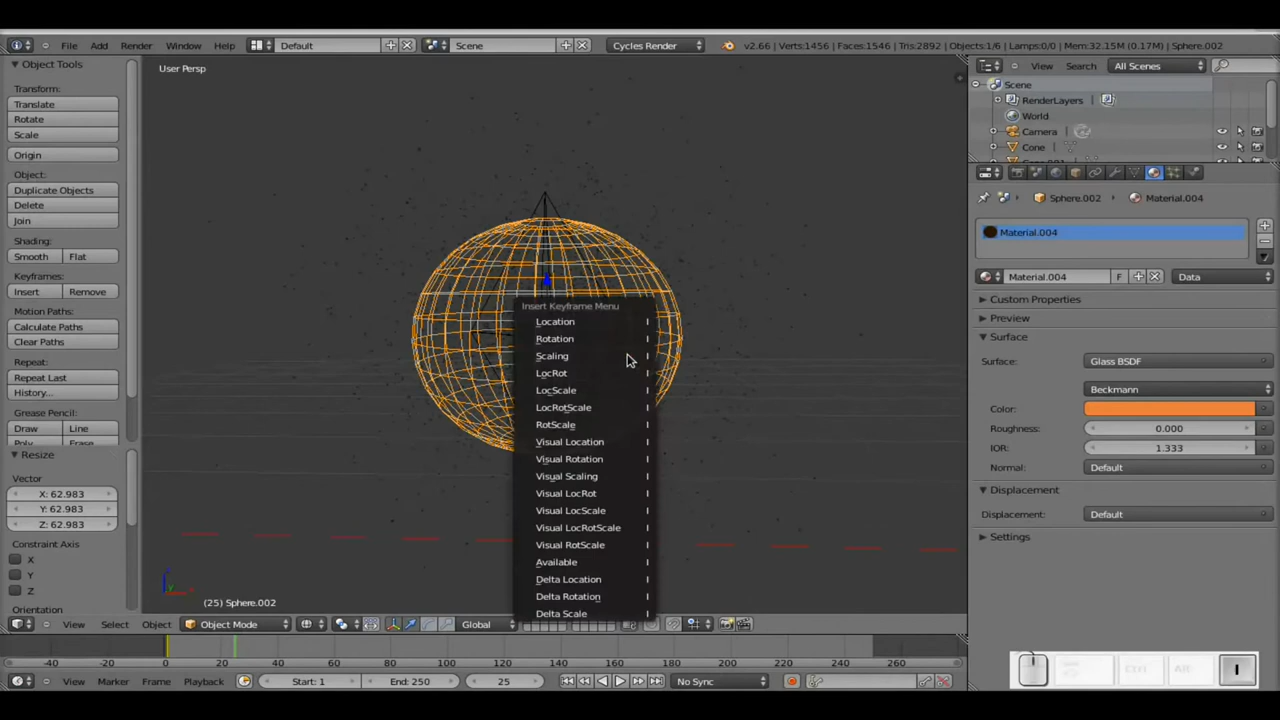 File Add Render Window Help Default Scene Cycles Render v2.66 | Verts:1456 | Faces:1546 | Tris:2892 | Objects:1/6 | Lamps:0/0 | Mem:32.15M (0.17M) | Sphere.002
Object Tools
Transform:
Translate
Rotate
Scale
Origin
Object:
Duplicate Objects
Delete
Join
Shading:
Smooth Flat
Keyframes:
Insert Remove
Motion Paths:
Calculate Paths
Clear Paths
Repeat:
Repeat Last
History...
Grease Pencil:
Draw Line
Poly
Resize
Vector
X: 62.983
Y: 62.983
Z: 62.983
Constraint Axis
X
Y
Z
Orientation
User Persp
Insert Keyframe Menu
Location I
Rotation I
Scaling I
LocRot I
LocScale I
LocRotScale I
RotScale I
Visual Location I
Visual Rotation I
Visual Scaling I
Visual LocRot I
Visual LocScale I
Visual LocRotScale I
Visual RotScale I
Available I
Delta Location I
Delta Rotation I
Delta Scale I
(25) Sphere.002
View Select Object Object Mode Global
View Search All Scenes
Scene
RenderLayers
World
Camera
Cone
Sphere.002 Material.004
Material.004
Material.004 F Data
Custom Properties
Preview
Surface
Surface: Glass BSDF
Beckmann
Color:
Roughness: 0.000
IOR: 1.333
Normal: Default
Displacement
Displacement: Default
Settings
-40 -20 0 20 40 60 80 100 120 140 160 180 200 220 240 260
View Marker Frame Playback Start: 1 End: 250 25 No Sync
Ctrl Alt I